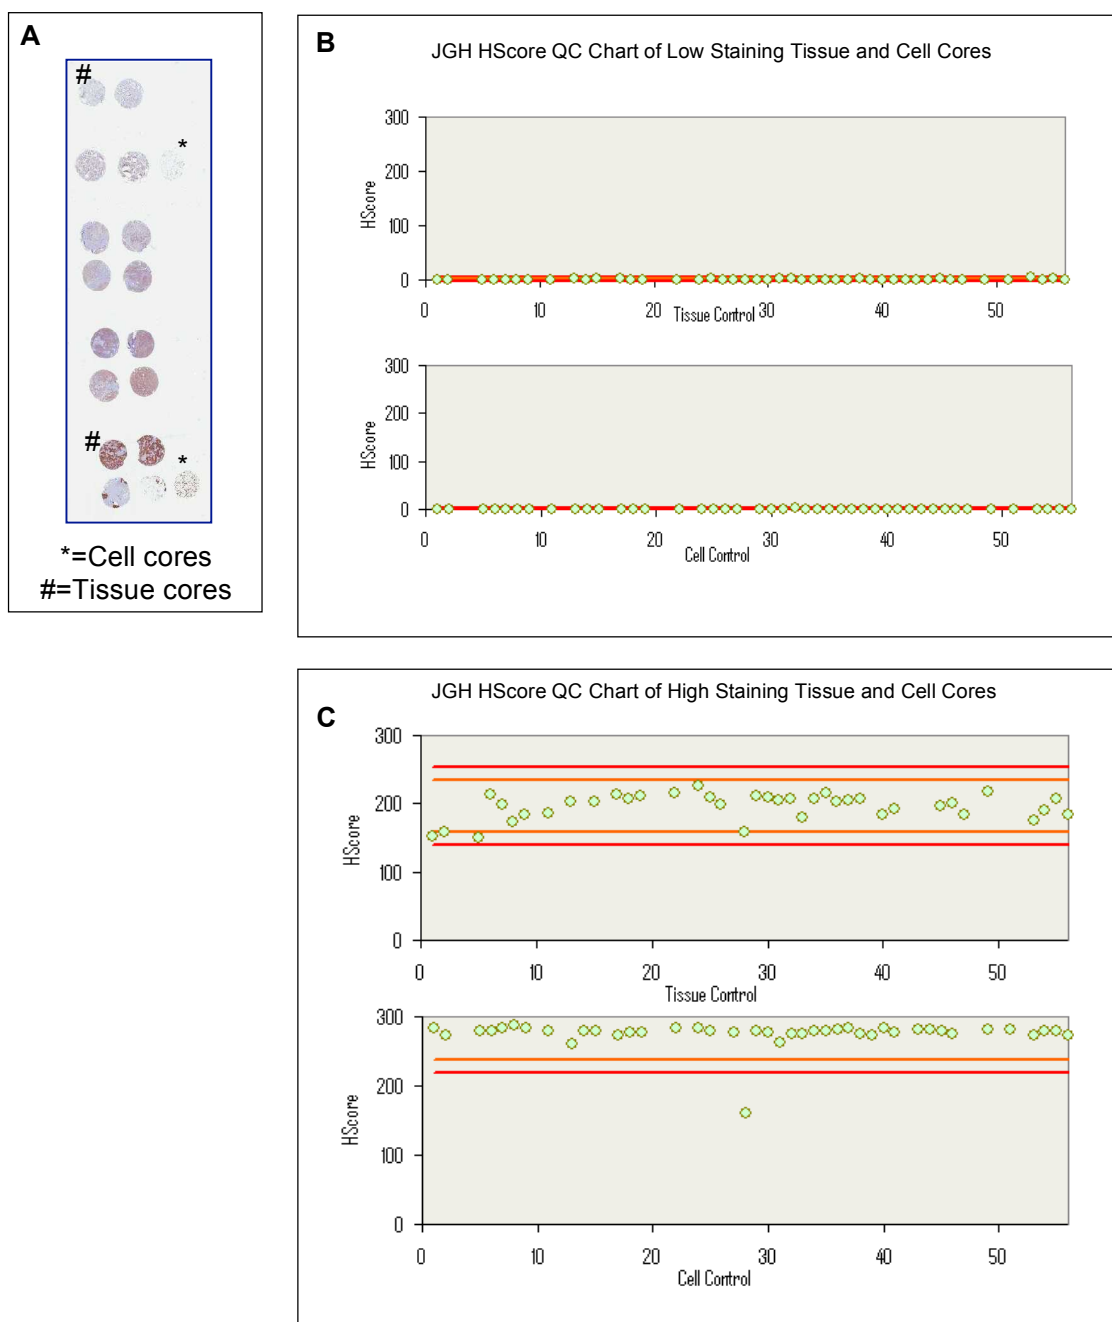 A
#
*
#
*
*=Cell cores
#=Tissue cores
B
JGH HScore QC Chart of Low Staining Tissue and Cell Cores
300
200
100
0
HScore
0 10 20 30 40 50
Tissue Control
300
200
100
0
HScore
0 10 20 30 40 50
Cell Control
C
JGH HScore QC Chart of High Staining Tissue and Cell Cores
300
200
100
0
HScore
0 10 20 30 40 50
Tissue Control
300
200
100
0
HScore
0 10 20 30 40 50
Cell Control